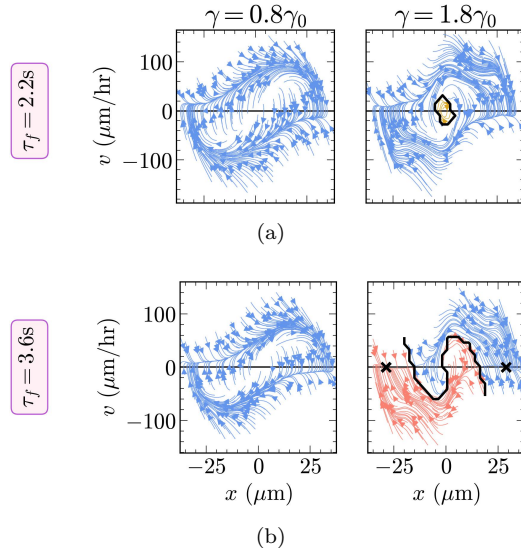 γ = 0.8γ₀ γ = 1.8γ₀
τf = 2.2s
v (μm/hr)
100
0
−100
(a)
τf = 3.6s
v (μm/hr)
100
0
−100
−25 0 25 −25 0 25
x (μm) x (μm)
(b)